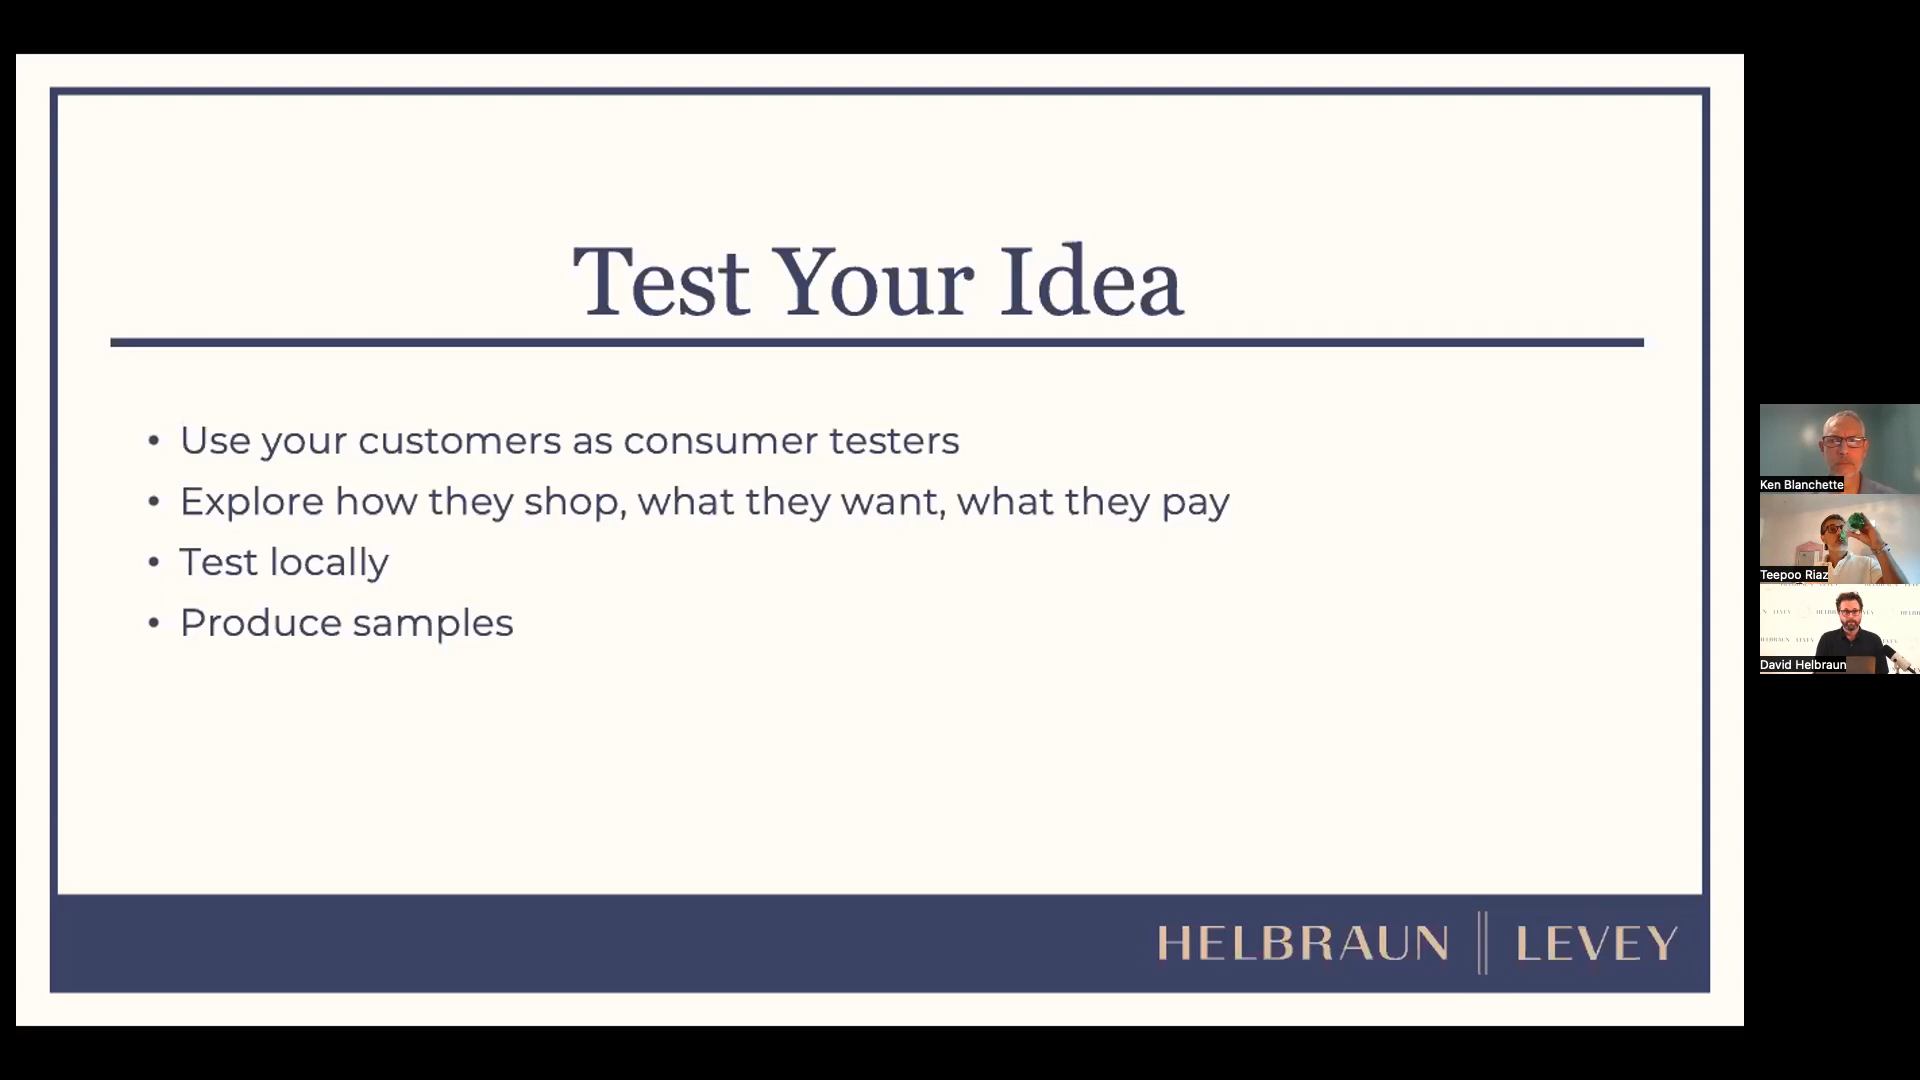 Test Your Idea
• Use your customers as consumer testers
• Explore how they shop, what they want, what they pay
• Test locally
• Produce samples
HELBRAUN || LEVEY
Ken Blanchette
Teepoo Riaz
David Helbraun